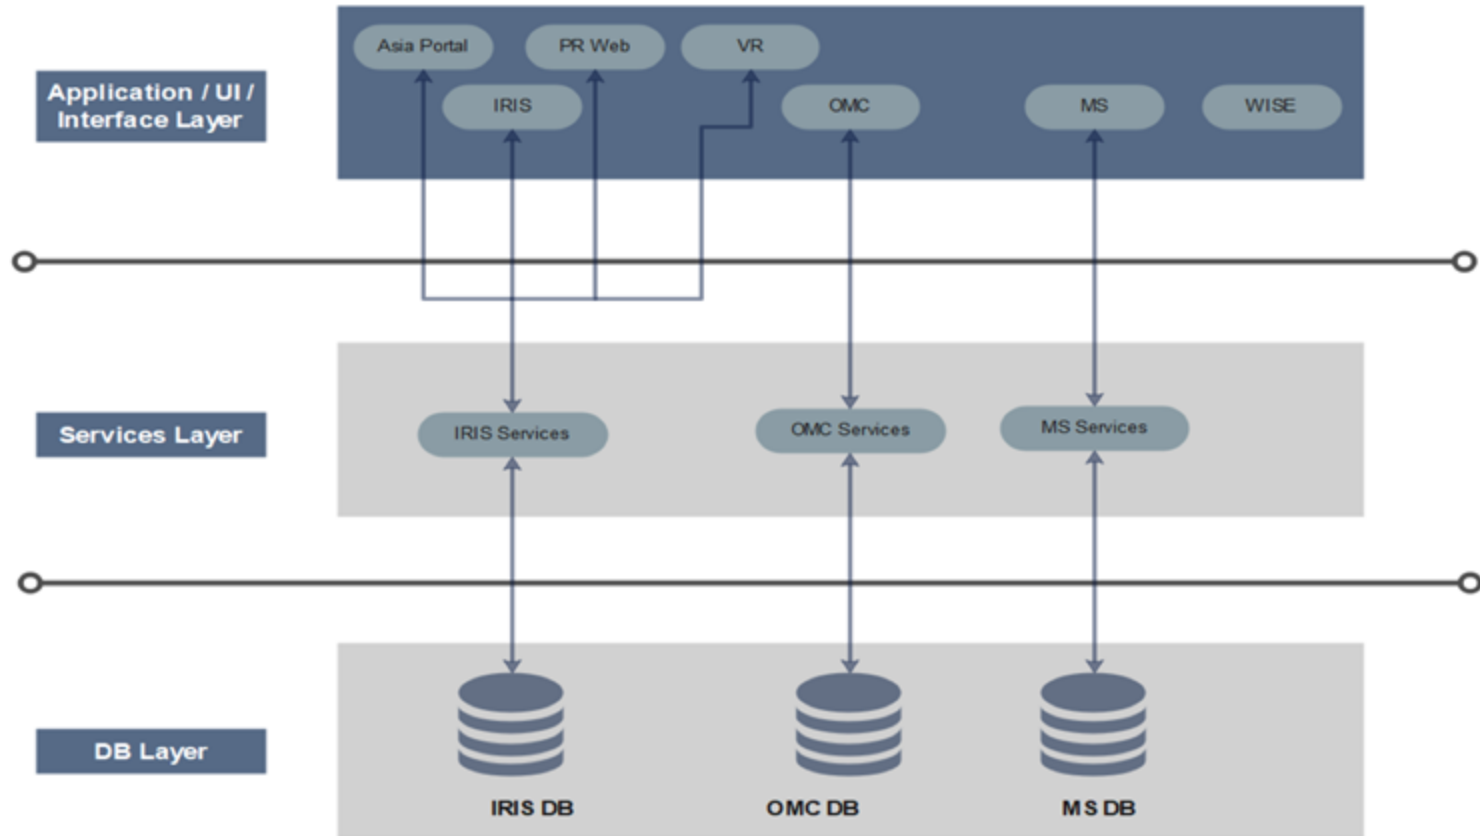 Asia Portal
PR Web
VR
Application / UI /
Interface Layer
IRIS
OMC
MS
WISE
Services Layer
IRIS Services
OMC Services
MS Services
DB Layer
IRIS DB
OMC DB
MS DB